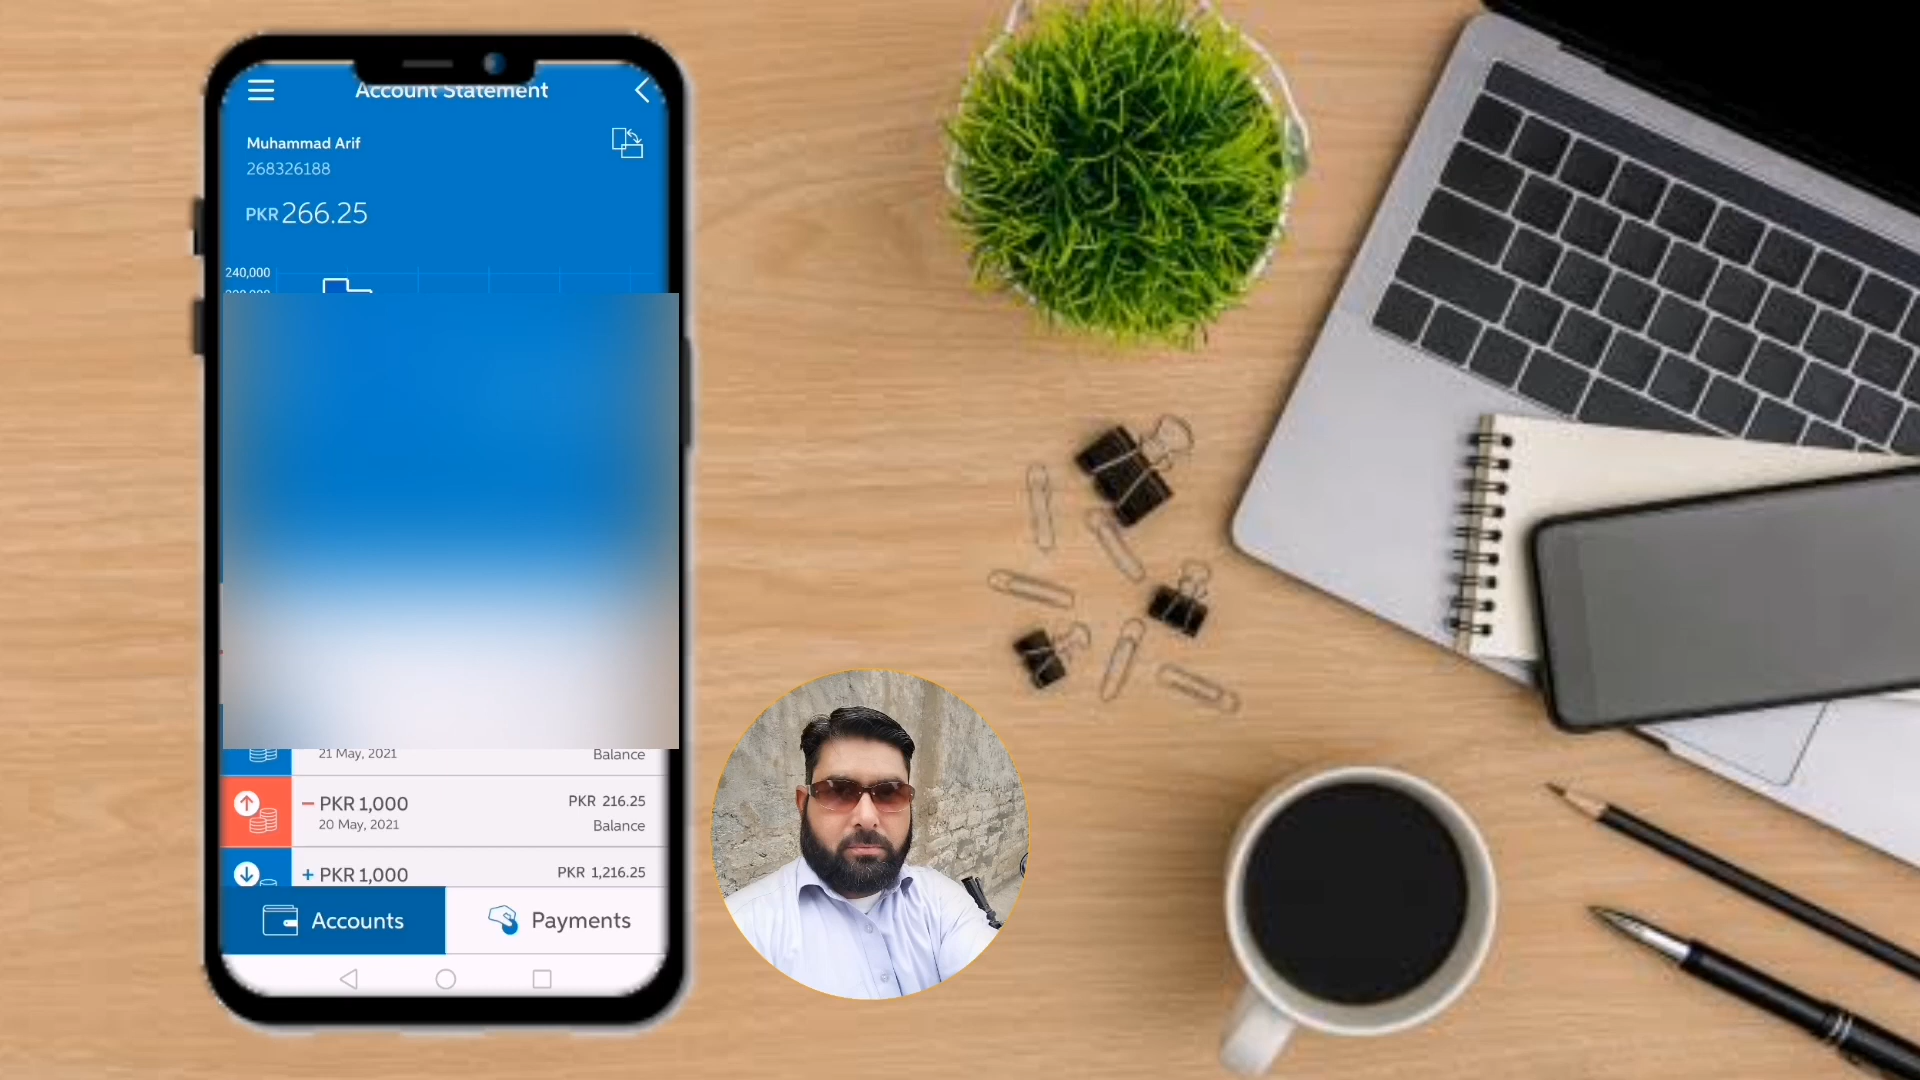 Account Statement
Muhammad Arif
268326188
PKR 266.25
240,000
21 May, 2021 Balance
− PKR 1,000 PKR 216.25
20 May, 2021 Balance
+ PKR 1,000 PKR 1,216.25
Accounts Payments